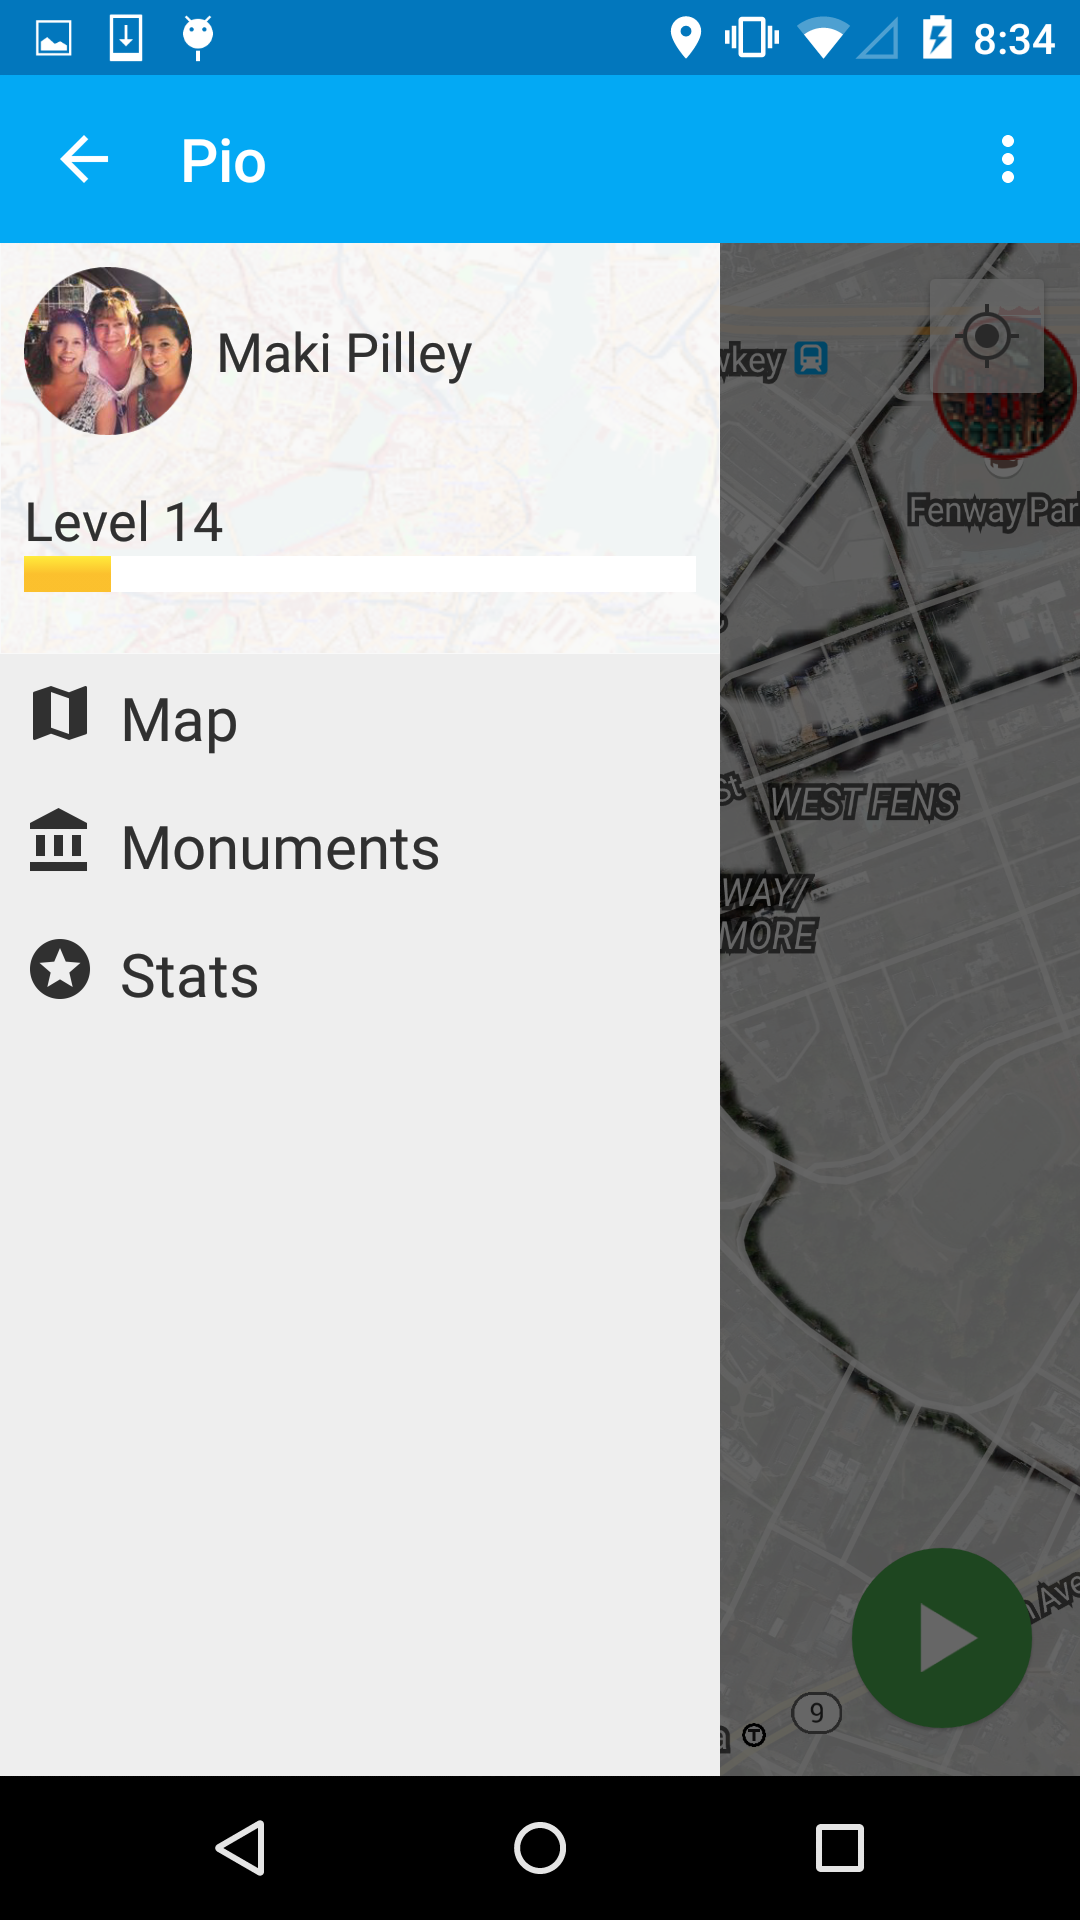 8:34
Pio
Maki Pilley
Level 14
Map
Monuments
Stats
Fenway Par
St
WEST FENS
WAY/
MORE
Ave
9
T